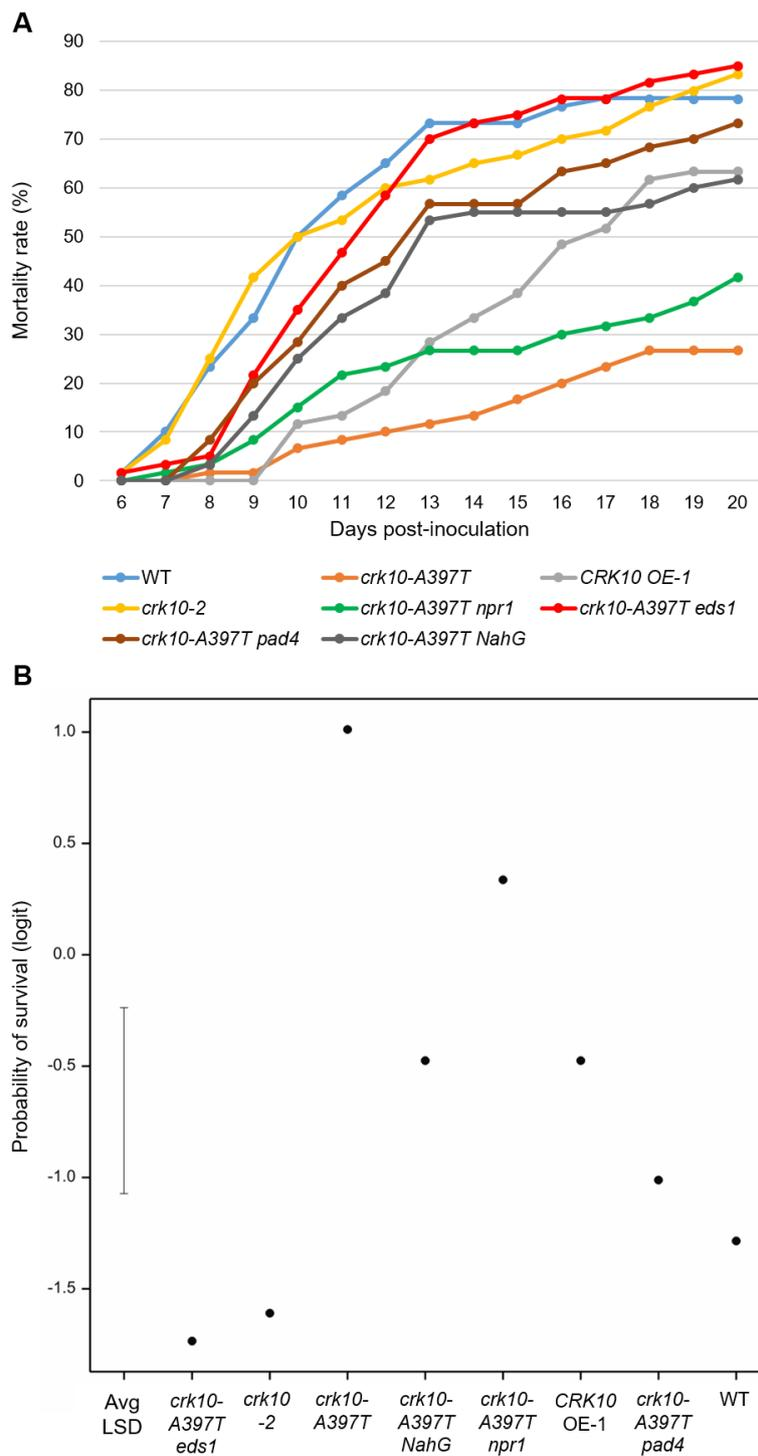 A
90
80
70
60
50
40
30
20
10
0
Mortality rate (%)
6 7 8 9 10 11 12 13 14 15 16 17 18 19 20
Days post-inoculation
WT crk10-A397T CRK10 OE-1
crk10-2 crk10-A397T npr1 crk10-A397T eds1
crk10-A397T pad4 crk10-A397T NahG
B
1.0
0.5
0.0
-0.5
-1.0
-1.5
Probability of survival (logit)
Avg crk10- crk10 crk10- crk10- crk10- CRK10 crk10- WT
LSD A397T -2 A397T A397T A397T OE-1 A397T
eds1 NahG npr1 pad4